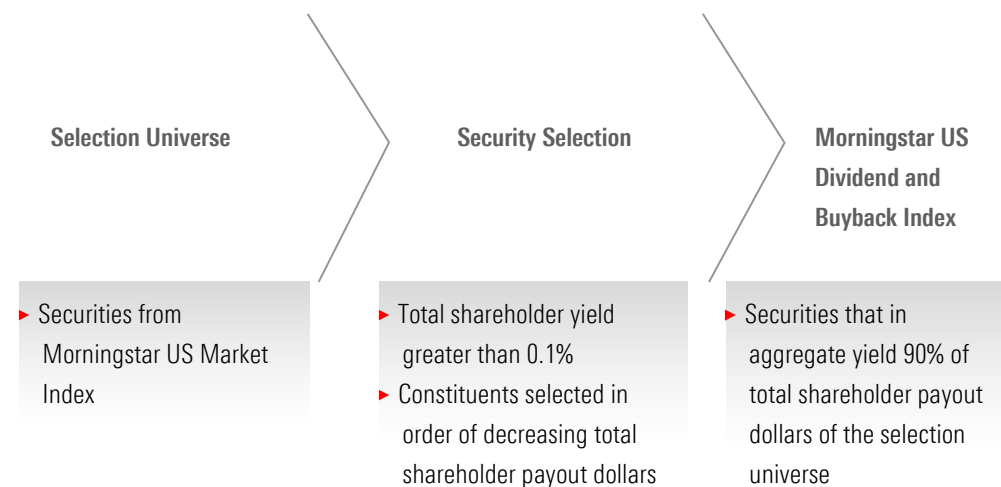 Selection Universe
Security Selection
Morningstar US
Dividend and
Buyback Index
Securities from
Morningstar US Market
Index
Total shareholder yield
greater than 0.1%
Constituents selected in
order of decreasing total
shareholder payout dollars
Securities that in
aggregate yield 90% of
total shareholder payout
dollars of the selection
universe